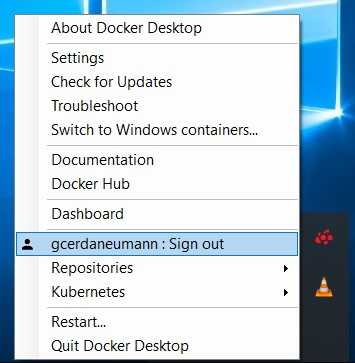 About Docker Desktop
Settings
Check for Updates
Troubleshoot
Switch to Windows containers...
Documentation
Docker Hub
Dashboard
gcerdaneumann : Sign out
Repositories
Kubernetes
Restart...
Quit Docker Desktop